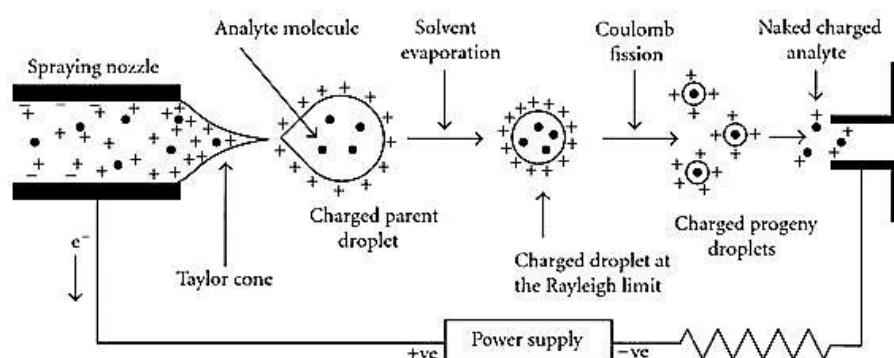 Analyte molecule
Solvent
evaporation
Coulomb
fission
Naked charged
analyte
Spraying nozzle
Charged parent
droplet
Charged progeny
droplets
e⁻
Taylor cone
Charged droplet at
the Rayleigh limit
+ve
Power supply
−ve